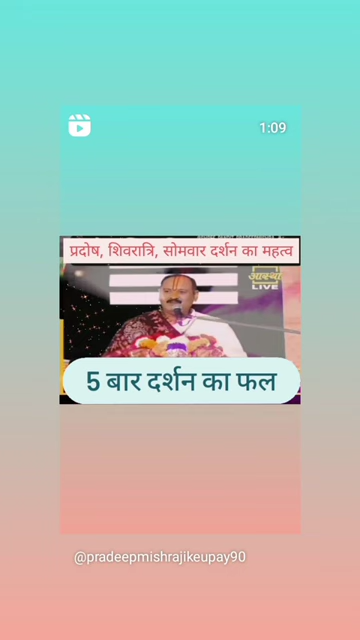 1:09
प्रदोष, शिवरात्रि, सोमवार दर्शन का महत्व
आस्था
LIVE
5 बार दर्शन का फल
@pradeepmishrajikeupay90